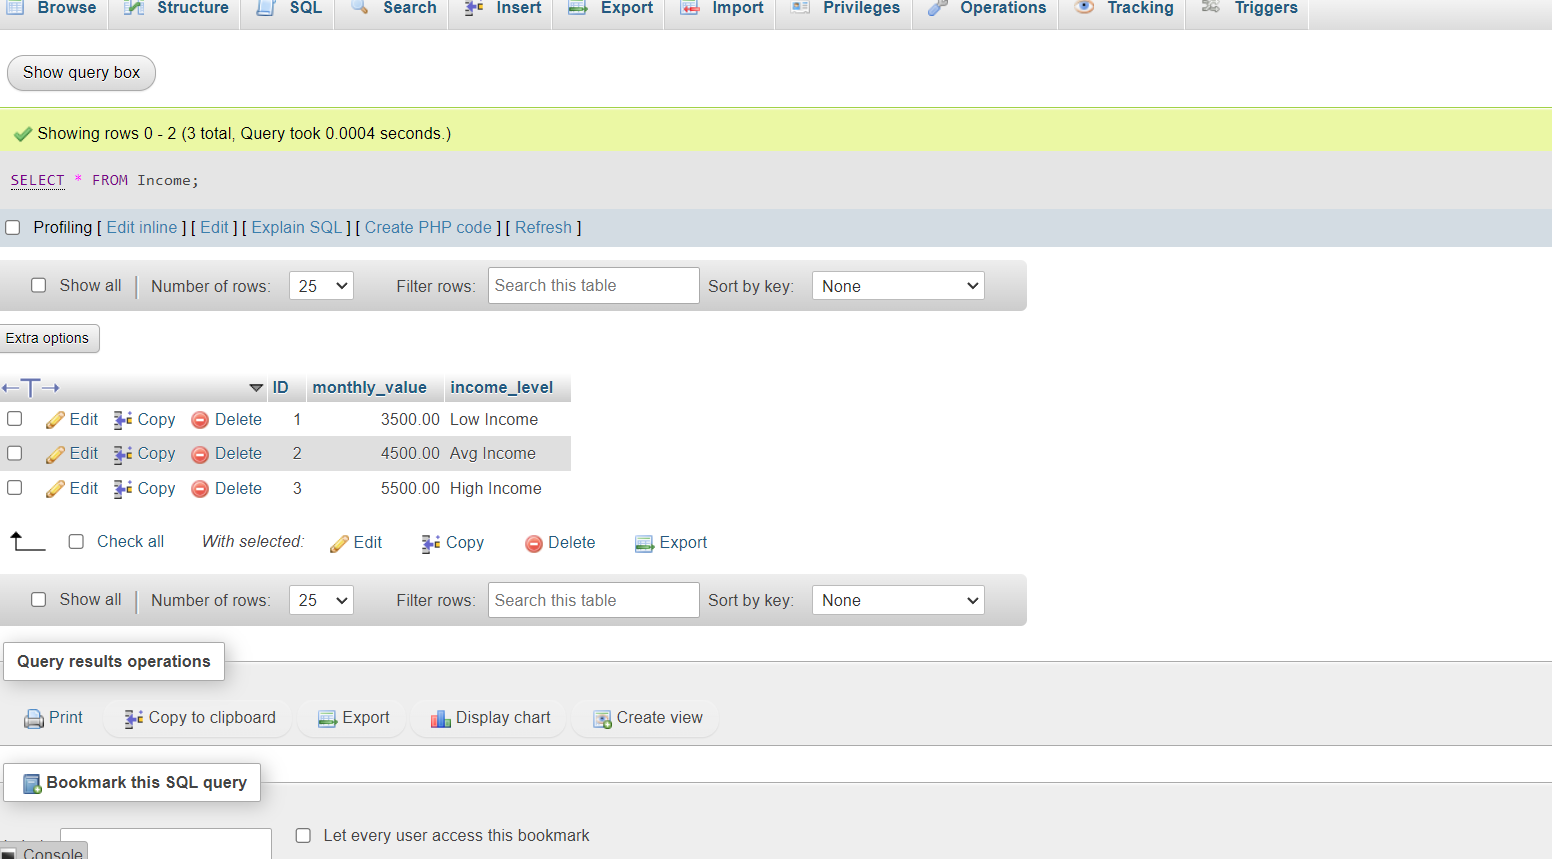 Browse Structure SQL Search Insert Export Import Privileges Operations Tracking Triggers
Show query box
Showing rows 0 - 2 (3 total, Query took 0.0004 seconds.)
SELECT * FROM Income;
Profiling [ Edit inline ] [ Edit ] [ Explain SQL ] [ Create PHP code ] [ Refresh ]
Show all Number of rows: 25 Filter rows: Search this table Sort by key: None
Extra options
ID monthly_value income_level
Edit Copy Delete 1 3500.00 Low Income
Edit Copy Delete 2 4500.00 Avg Income
Edit Copy Delete 3 5500.00 High Income
Check all With selected: Edit Copy Delete Export
Show all Number of rows: 25 Filter rows: Search this table Sort by key: None
Query results operations
Print Copy to clipboard Export Display chart Create view
Bookmark this SQL query
Let every user access this bookmark
Console